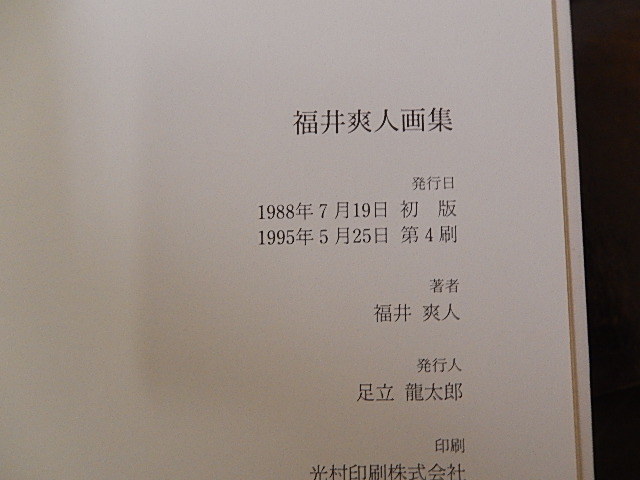 福井爽人画集
発行日
1988年7月19日 初　版
1995年5月25日 第4刷
著者
福井 爽人
発行人
足立 龍太郎
印刷
光村印刷株式会社